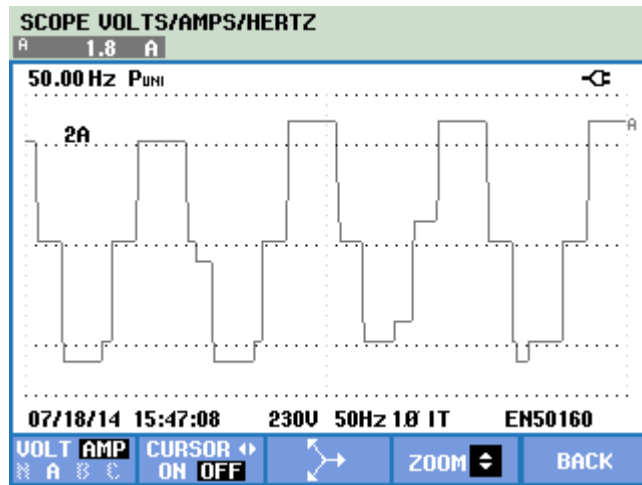 SCOPE VOLTS/AMPS/HERTZ
A 1.8 A
50.00 Hz PUNI
2A
A
07/18/14 15:47:08 230V 50Hz 1Ø IT EN50160
VOLT AMP CURSOR ZOOM BACK
N A B C ON OFF